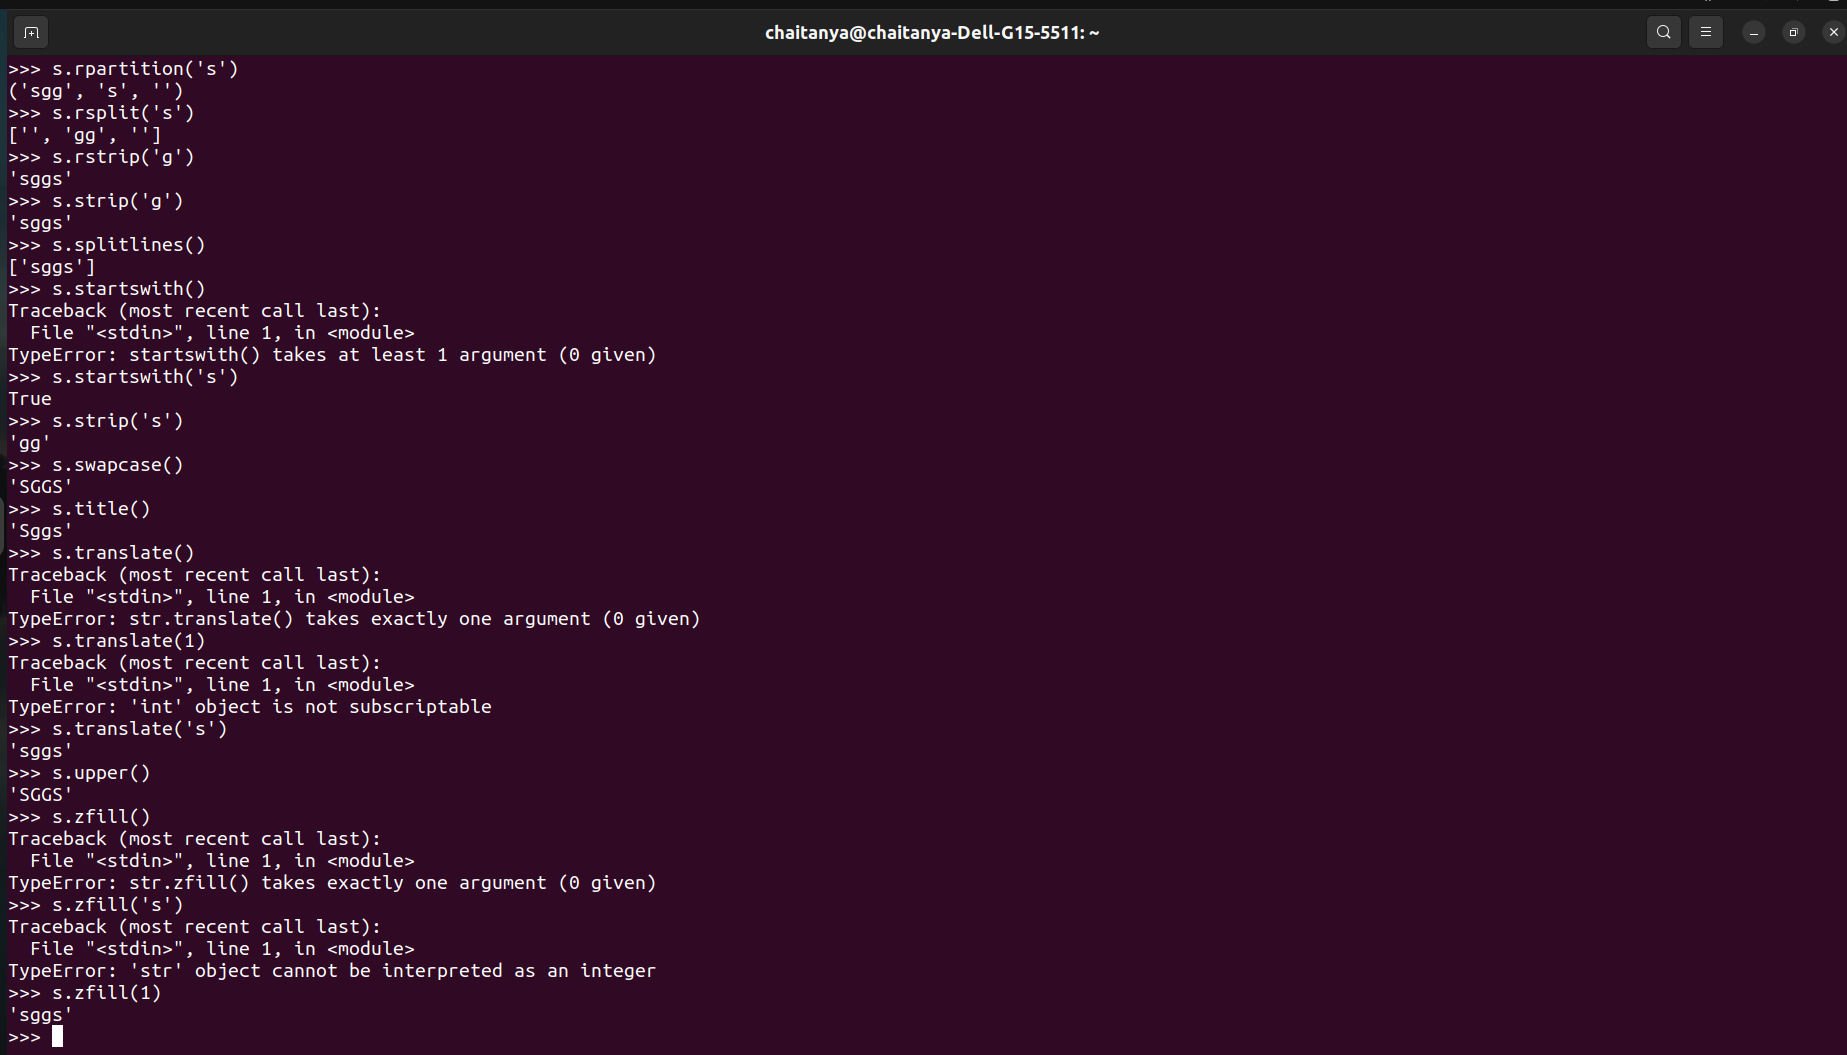 chaitanya@chaitanya-Dell-G15-5511: ~
>>> s.rpartition('s')
('sgg', 's', '')
>>> s.rsplit('s')
['', 'gg', '']
>>> s.rstrip('g')
'sggs'
>>> s.strip('g')
'sggs'
>>> s.splitlines()
['sggs']
>>> s.startswith()
Traceback (most recent call last):
  File "<stdin>", line 1, in <module>
TypeError: startswith() takes at least 1 argument (0 given)
>>> s.startswith('s')
True
>>> s.strip('s')
'gg'
>>> s.swapcase()
'SGGS'
>>> s.title()
'Sggs'
>>> s.translate()
Traceback (most recent call last):
  File "<stdin>", line 1, in <module>
TypeError: str.translate() takes exactly one argument (0 given)
>>> s.translate(1)
Traceback (most recent call last):
  File "<stdin>", line 1, in <module>
TypeError: 'int' object is not subscriptable
>>> s.translate('s')
'sggs'
>>> s.upper()
'SGGS'
>>> s.zfill()
Traceback (most recent call last):
  File "<stdin>", line 1, in <module>
TypeError: str.zfill() takes exactly one argument (0 given)
>>> s.zfill('s')
Traceback (most recent call last):
  File "<stdin>", line 1, in <module>
TypeError: 'str' object cannot be interpreted as an integer
>>> s.zfill(1)
'sggs'
>>>